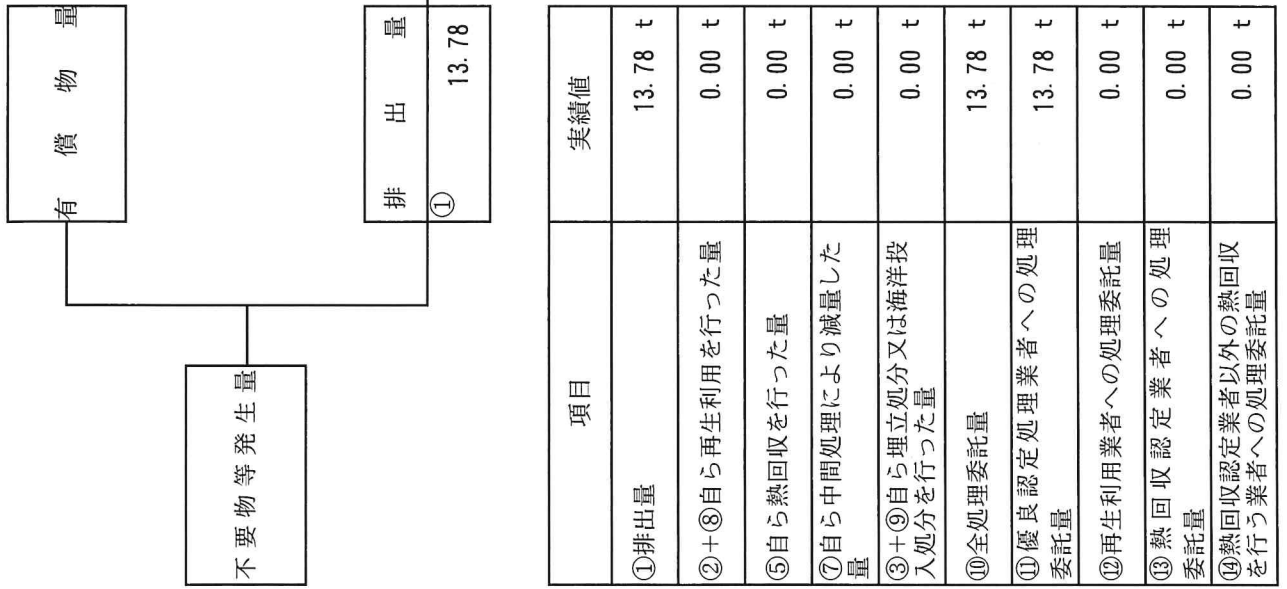 有償物量
不要物等発生量
排出量
① 13.78
項目 実績値
①排出量 13.78 t
②+⑧自ら再生利用を行った量 0.00 t
⑤自ら熱回収を行った量 0.00 t
⑦自ら中間処理により減量した
量 0.00 t
③+⑨自ら埋立処分又は海洋投
入処分を行った量 0.00 t
⑩全処理委託量 13.78 t
⑪優良認定処理業者への処理
委託量 13.78 t
⑫再生利用業者への処理委託量 0.00 t
⑬熱回収認定業者への処理
委託量 0.00 t
⑭熱回収認定業者以外の熱回収
を行う業者への処理委託量 0.00 t